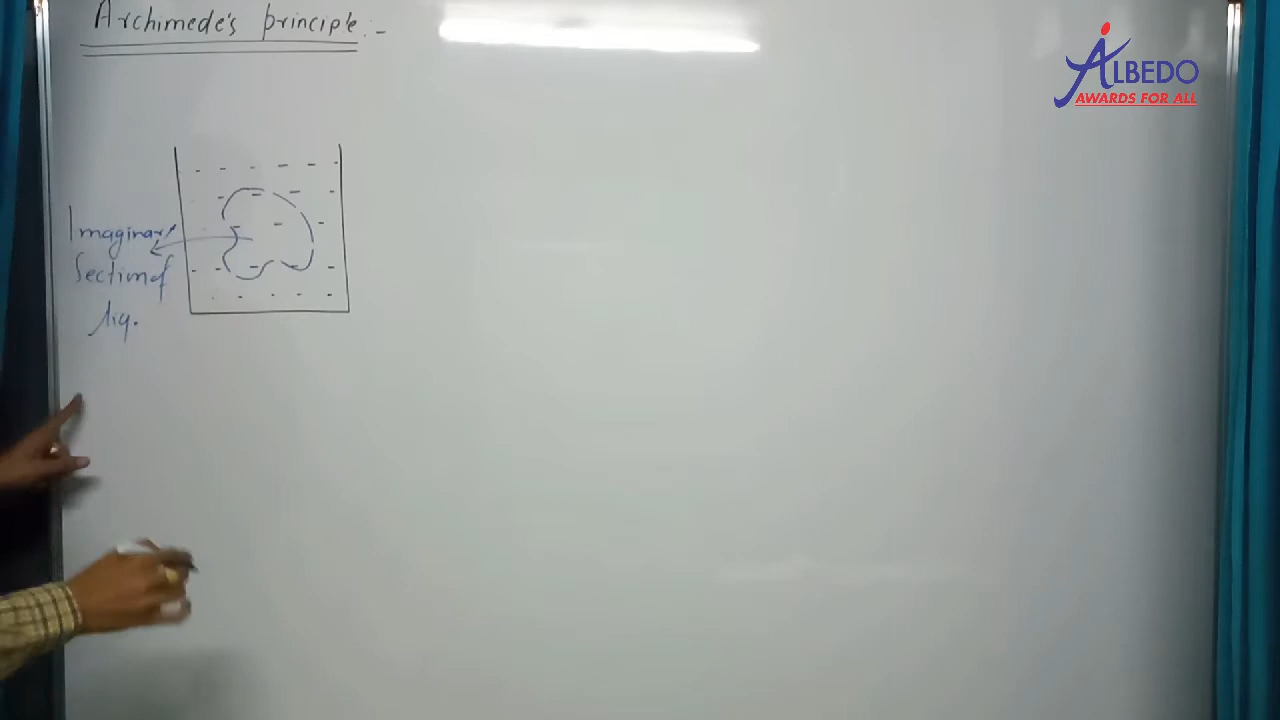 Archimede's principle :-
ALBEDO
AWARDS FOR ALL
Imaginary
Section of
liq.